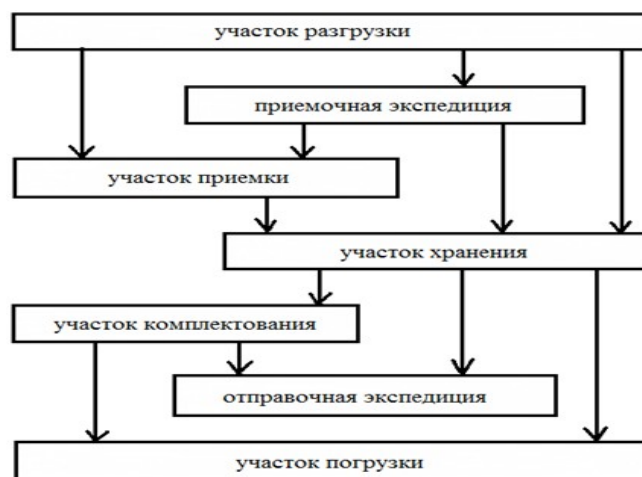 участок разгрузки
приемочная экспедиция
участок приемки
участок хранения
участок комплектования
отправочная экспедиция
участок погрузки